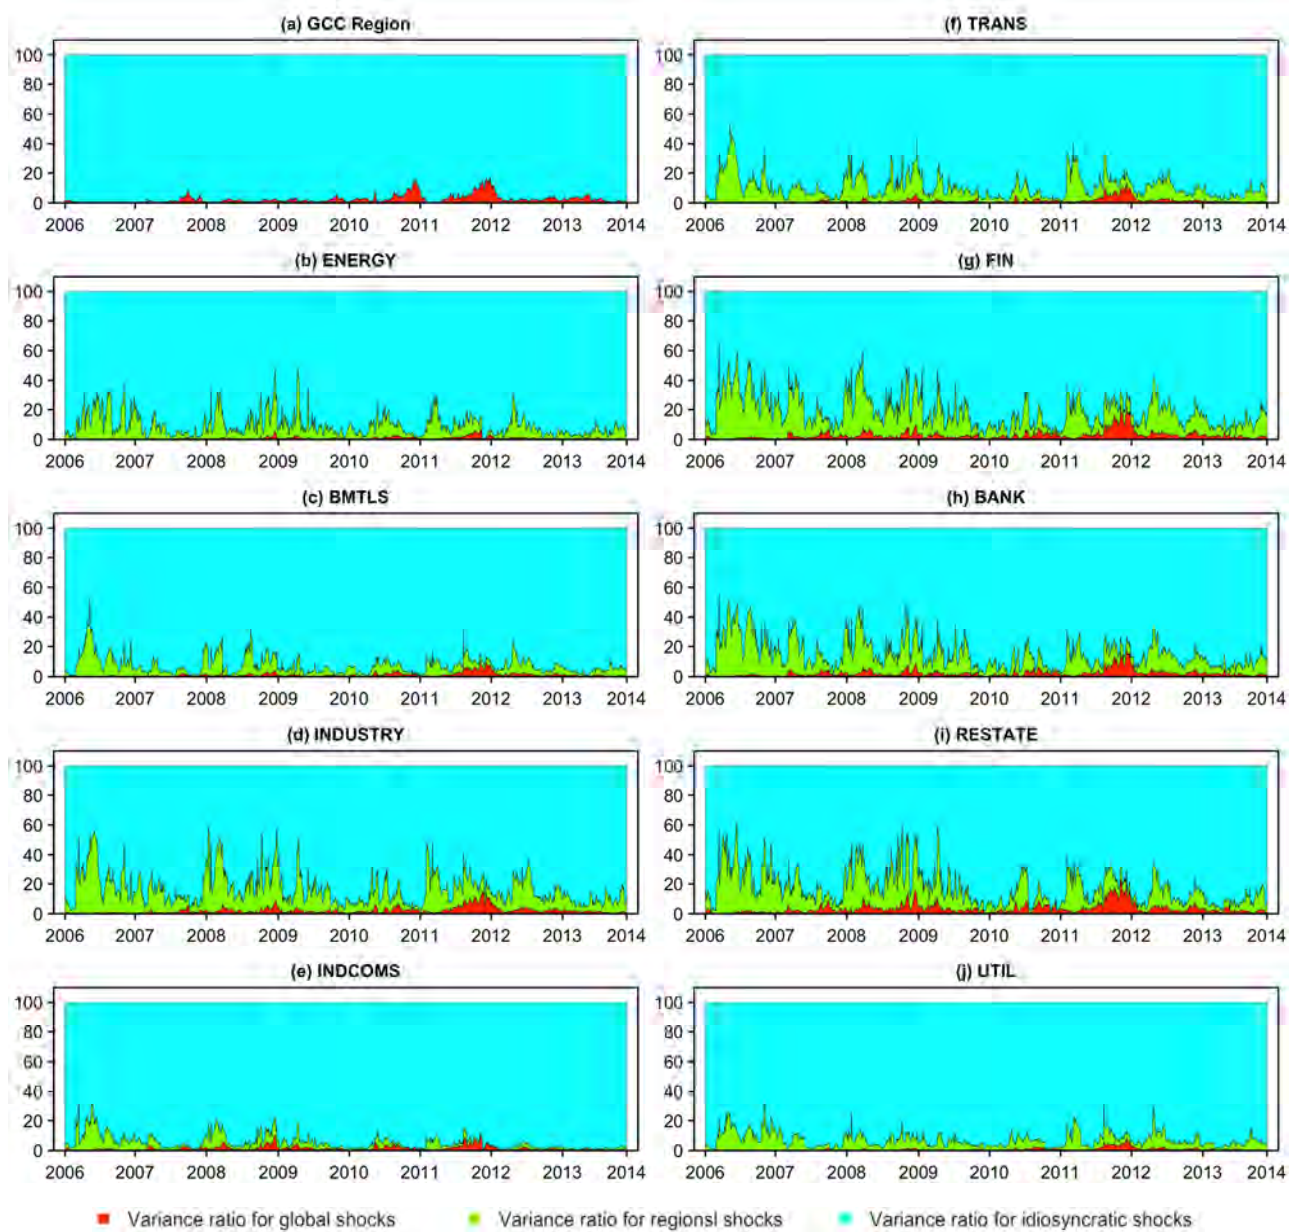 (a) GCC Region
100
80
60
40
20
0
2006 2007 2008 2009 2010 2011 2012 2013 2014
(b) ENERGY
100
80
60
40
20
0
2006 2007 2008 2009 2010 2011 2012 2013 2014
(c) BMTLS
100
80
60
40
20
0
2006 2007 2008 2009 2010 2011 2012 2013 2014
(d) INDUSTRY
100
80
60
40
20
0
2006 2007 2008 2009 2010 2011 2012 2013 2014
(e) INDCOMS
100
80
60
40
20
0
2006 2007 2008 2009 2010 2011 2012 2013 2014
(f) TRANS
100
80
60
40
20
0
2006 2007 2008 2009 2010 2011 2012 2013 2014
(g) FIN
100
80
60
40
20
0
2006 2007 2008 2009 2010 2011 2012 2013 2014
(h) BANK
100
80
60
40
20
0
2006 2007 2008 2009 2010 2011 2012 2013 2014
(i) RESTATE
100
80
60
40
20
0
2006 2007 2008 2009 2010 2011 2012 2013 2014
(j) UTIL
100
80
60
40
20
0
2006 2007 2008 2009 2010 2011 2012 2013 2014
Variance ratio for global shocks Variance ratio for regionsl shocks Variance ratio for idiosyncratic shocks